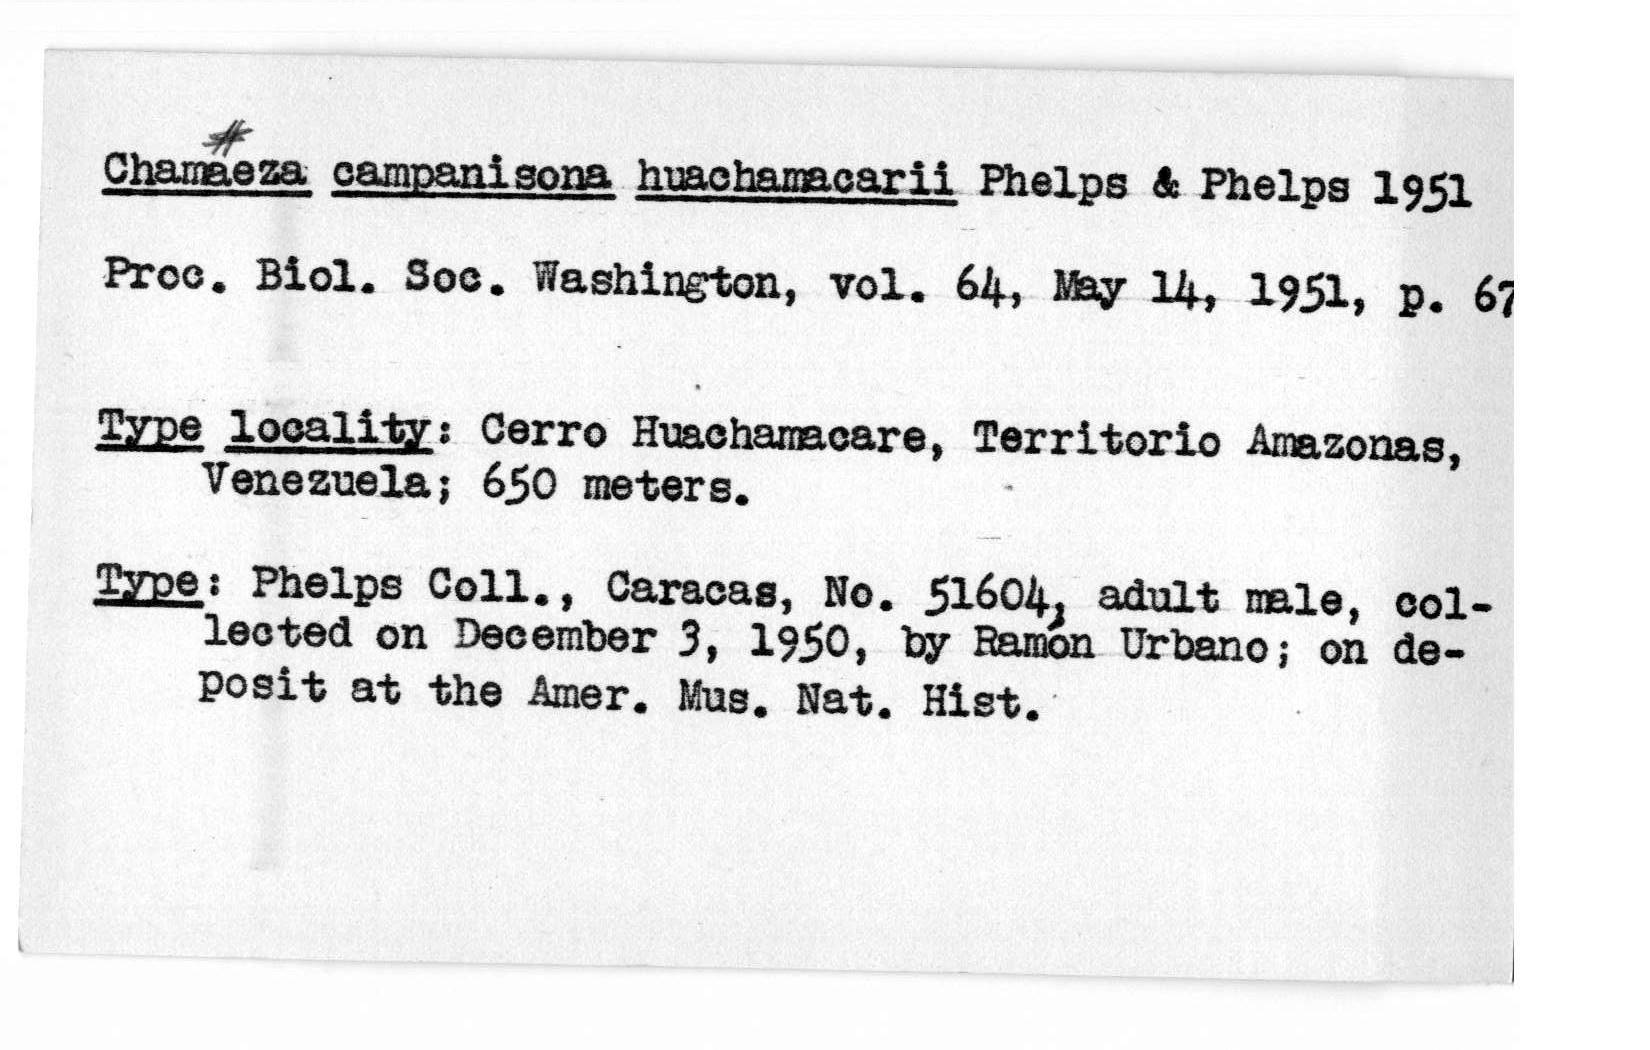 #
Chamaeza campanisona huachamacarii Phelps & Phelps 1951
Proc. Biol. Soc. Washington, vol. 64, May 14, 1951, p. 67
Type locality: Cerro Huachamacare, Territorio Amazonas,
Venezuela; 650 meters.
Type: Phelps Coll., Caracas, No. 51604, adult male, col-
lected on December 3, 1950, by Ramón Urbano; on de-
posit at the Amer. Mus. Nat. Hist.